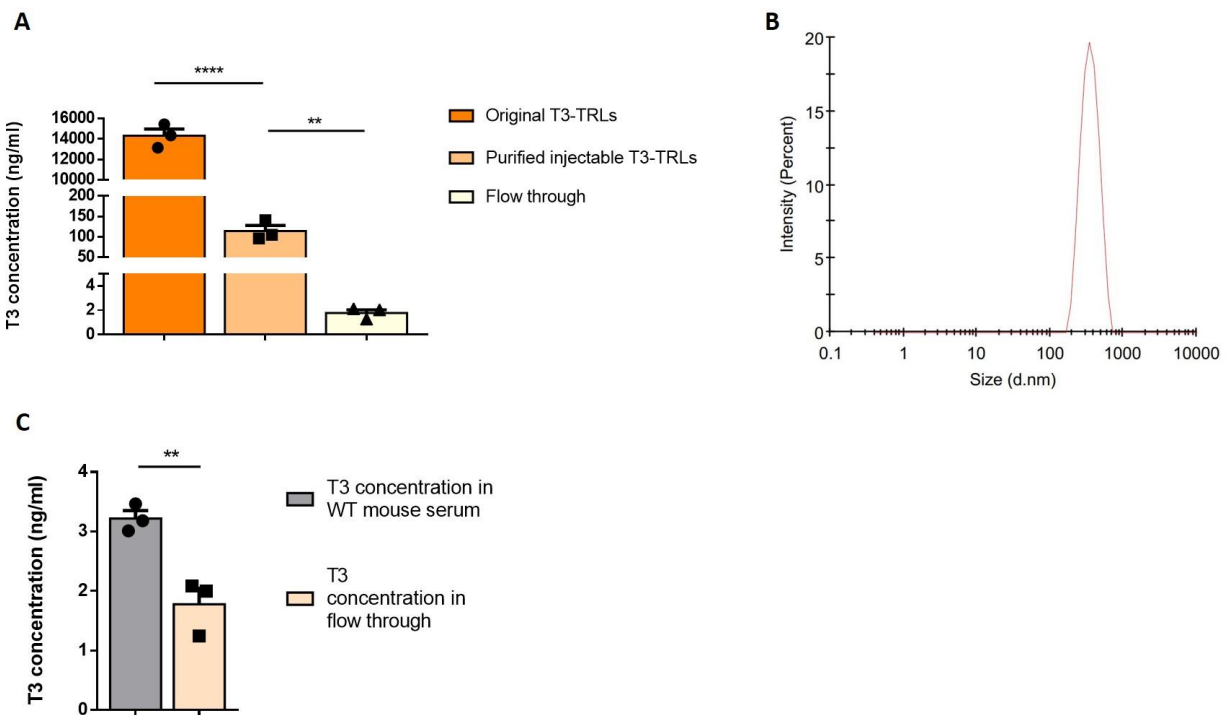 A
T3 concentration (ng/ml)
16000
14000
12000
10000
200
150
100
50
4
2
0
****
**
Original T3-TRLs
Purified injectable T3-TRLs
Flow through
B
Intensity (Percent)
20
15
10
5
0
0.1 1 10 100 1000 10000
Size (d.nm)
C
T3 concentration (ng/ml)
4
3
2
1
0
**
T3 concentration in
WT mouse serum
T3
concentration in
flow through